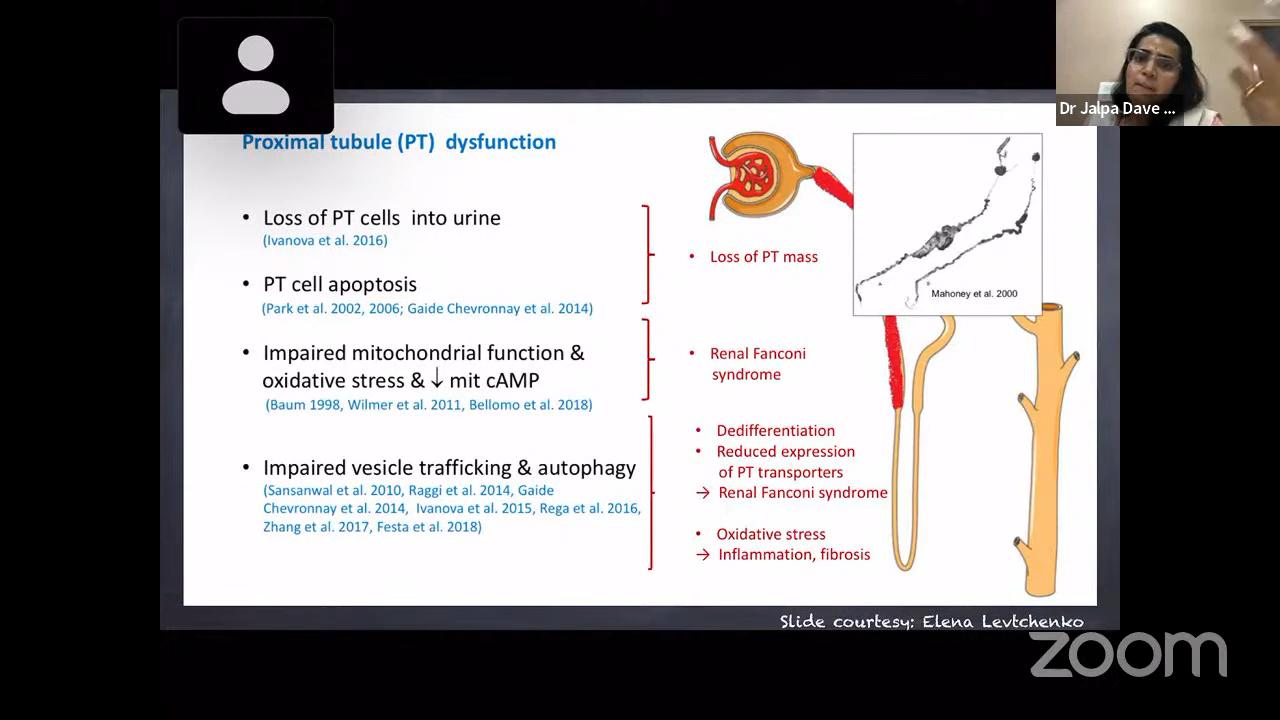 Dr Jalpa Dave ...
Proximal tubule (PT) dysfunction
• Loss of PT cells into urine
(Ivanova et al. 2016)
• PT cell apoptosis
(Park et al. 2002, 2006; Gaide Chevronnay et al. 2014)
• Impaired mitochondrial function &
oxidative stress & ↓ mit cAMP
(Baum 1998, Wilmer et al. 2011, Bellomo et al. 2018)
• Impaired vesicle trafficking & autophagy
(Sansanwal et al. 2010, Raggi et al. 2014, Gaide
Chevronnay et al. 2014, Ivanova et al. 2015, Rega et al. 2016,
Zhang et al. 2017, Festa et al. 2018)
• Loss of PT mass
• Renal Fanconi
syndrome
• Dedifferentiation
• Reduced expression
of PT transporters
→ Renal Fanconi syndrome
• Oxidative stress
→ Inflammation, fibrosis
Mahoney et al. 2000
Slide courtesy: Elena Levtchenko
zoom